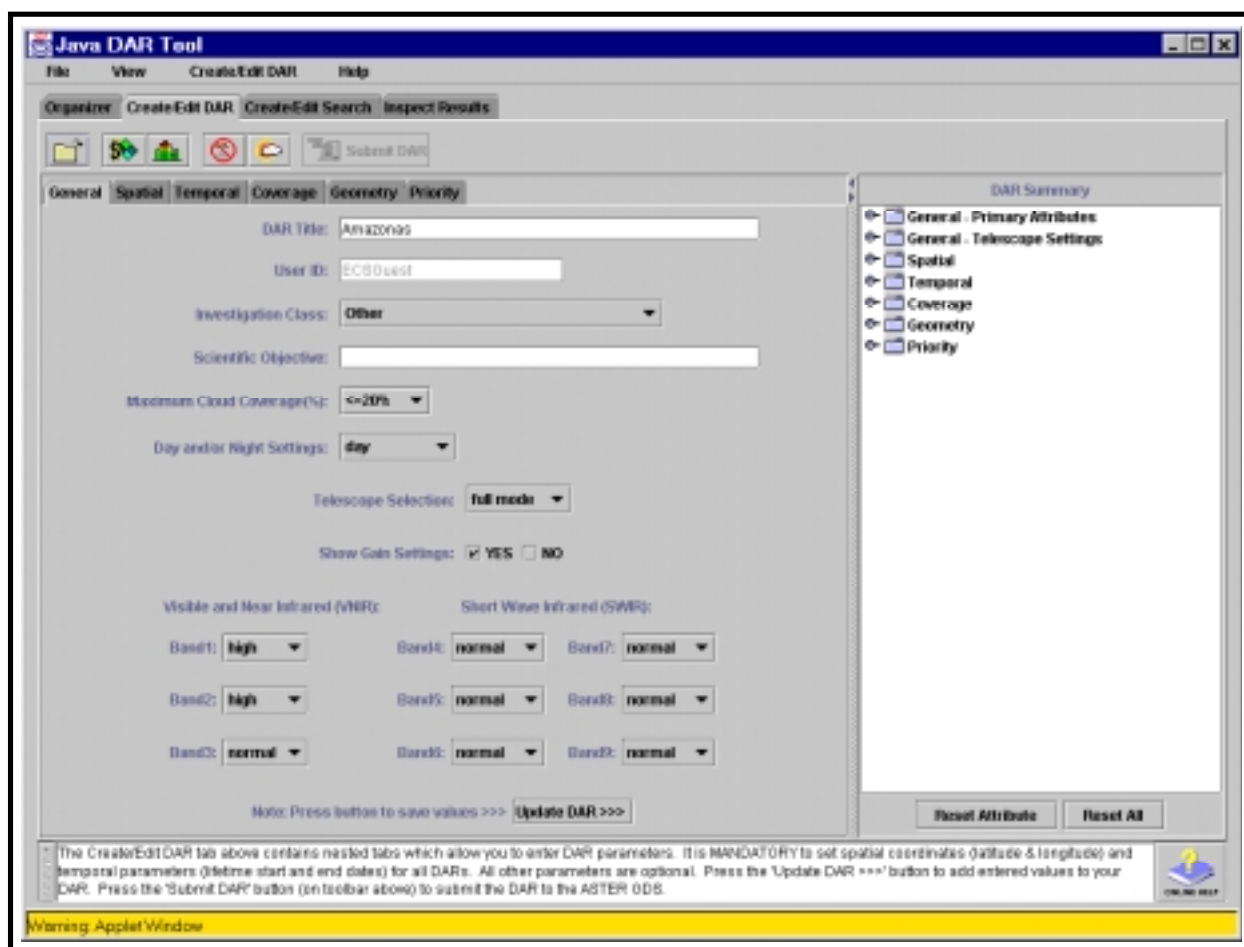 Java DAR Tool
File View Create/Edit DAR Help
Organizer Create/Edit DAR Create/Edit Search Inspect Results
Submit DAR
General Spatial Temporal Coverage Geometry Priority
DAR Title: Amazonas
User ID: ECSGuest
Investigation Class: Other
Scientific Objective:
Maximum Cloud Coverage(%): <=20%
Day and/or Night Settings: day
Telescope Selection: full mode
Show Gain Settings: YES NO
Visible and Near Infrared (VNIR): Short Wave Infrared (SWIR):
Band1: high Band4: normal Band7: normal
Band2: high Band5: normal Band8: normal
Band3: normal Band6: normal Band9: normal
Note: Press button to save values >>> Update DAR >>>
DAR Summary
General - Primary Attributes
General - Telescope Settings
Spatial
Temporal
Coverage
Geometry
Priority
Reset Attribute Reset All
The Create/Edit DAR tab above contains nested tabs which allow you to enter DAR parameters. It is MANDATORY to set spatial coordinates (latitude & longitude) and
temporal parameters (lifetime start and end dates) for all DARs. All other parameters are optional. Press the 'Update DAR >>>' button to add entered values to your
DAR. Press the 'Submit DAR' button (on toolbar above) to submit the DAR to the ASTER GDS.
ONLINE HELP
Warning: Applet Window